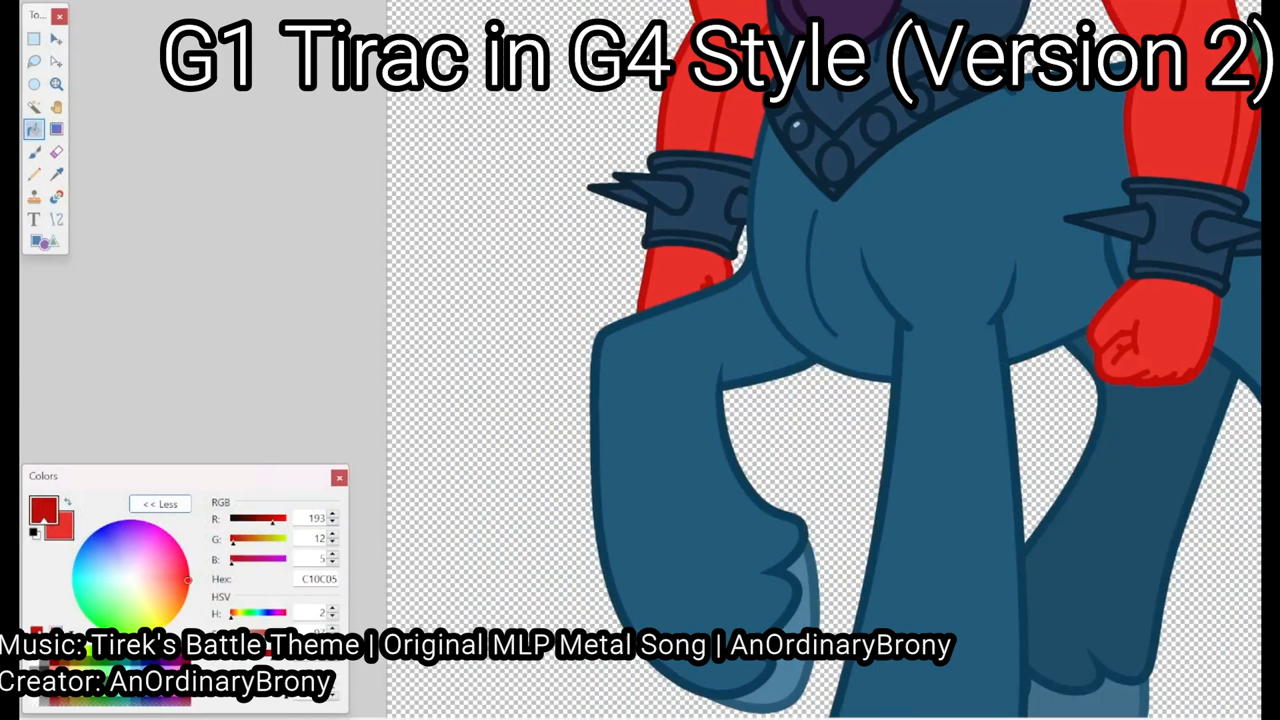 To...
G1 Tirac in G4 Style (Version 2)
Colors
<< Less
RGB
R: 193
G: 12
B: 5
Hex: C10C05
HSV
H: 2
Music: Tirek's Battle Theme | Original MLP Metal Song | AnOrdinaryBrony
Creator: AnOrdinaryBrony